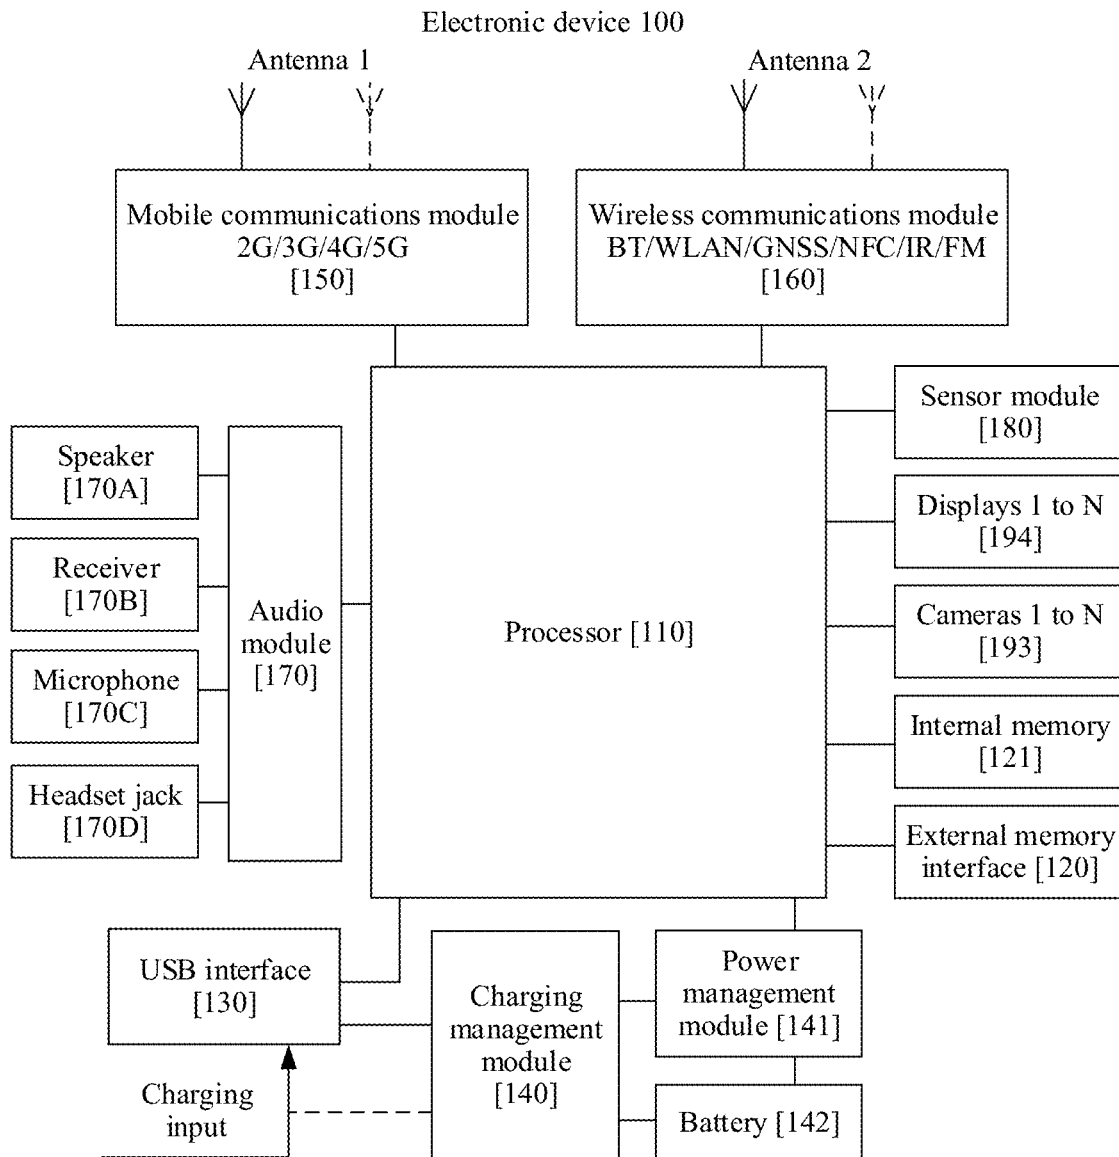 Electronic device 100
Antenna 1
Antenna 2
Mobile communications module
2G/3G/4G/5G
[150]
Wireless communications module
BT/WLAN/GNSS/NFC/IR/FM
[160]
Speaker
[170A]
Receiver
[170B]
Microphone
[170C]
Headset jack
[170D]
Audio
module
[170]
Processor [110]
Sensor module
[180]
Displays 1 to N
[194]
Cameras 1 to N
[193]
Internal memory
[121]
External memory
interface [120]
USB interface
[130]
Charging
input
Charging
management
module
[140]
Power
management
module [141]
Battery [142]